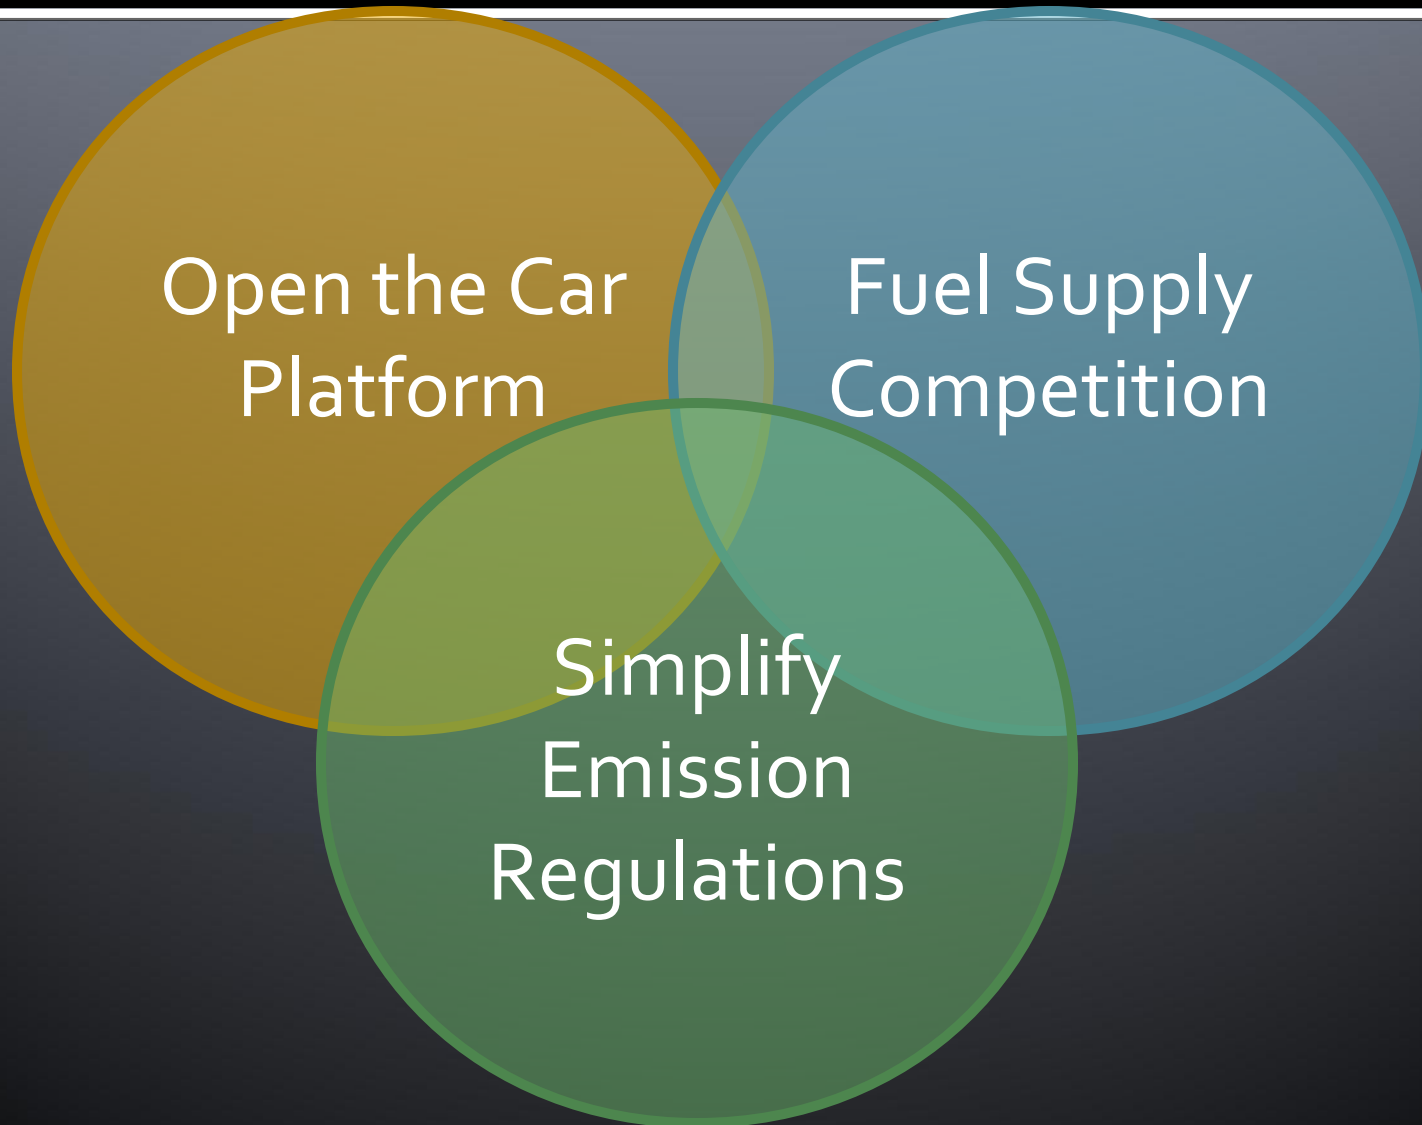 Open the Car
Platform
Fuel Supply
Competition
Simplify
Emission
Regulations